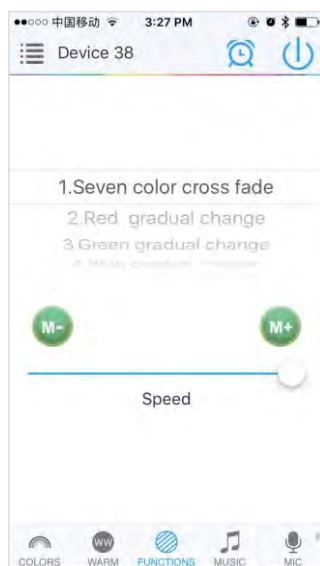 中国移动 3:27 PM
Device 38
1.Seven color cross fade
2.Red gradual change
3.Green gradual change
M- M+
Speed
WW
COLORS WARM FUNCTIONS MUSIC MIC